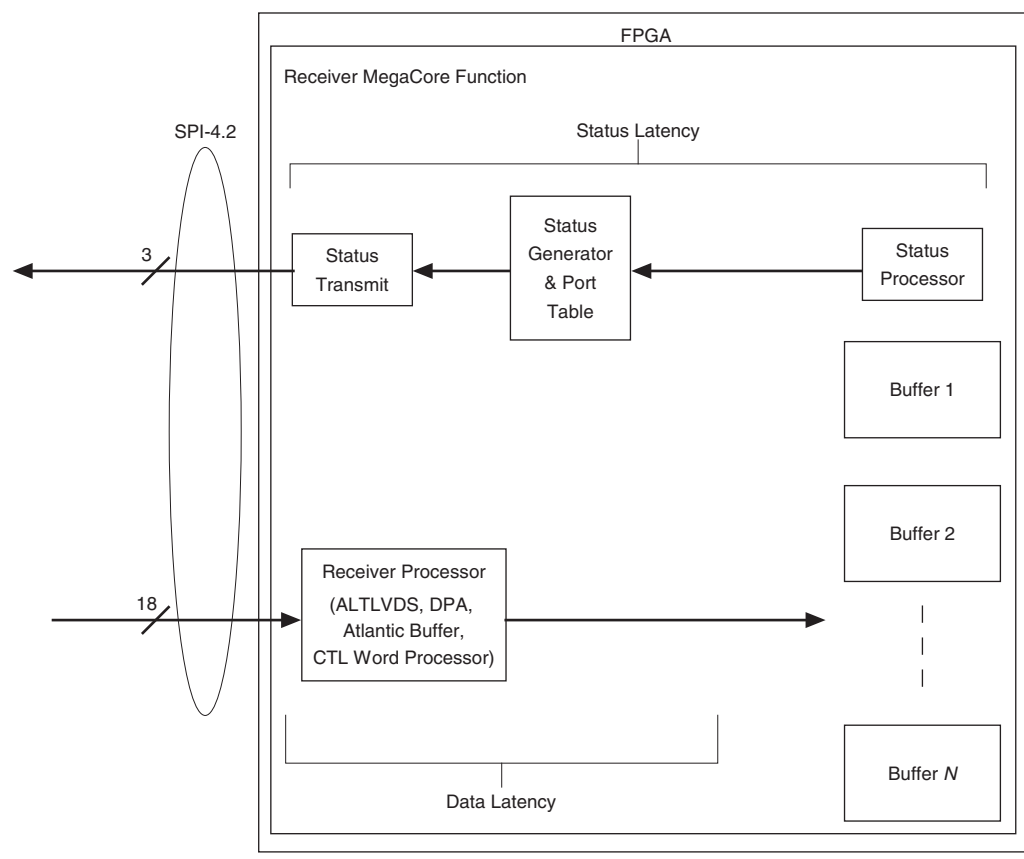 FPGA
Receiver MegaCore Function
SPI-4.2
Status Latency
3
Status
Transmit
Status
Generator
& Port
Table
Status
Processor
Buffer 1
Buffer 2
18
Receiver Processor
(ALTLVDS, DPA,
Atlantic Buffer,
CTL Word Processor)
Buffer N
Data Latency